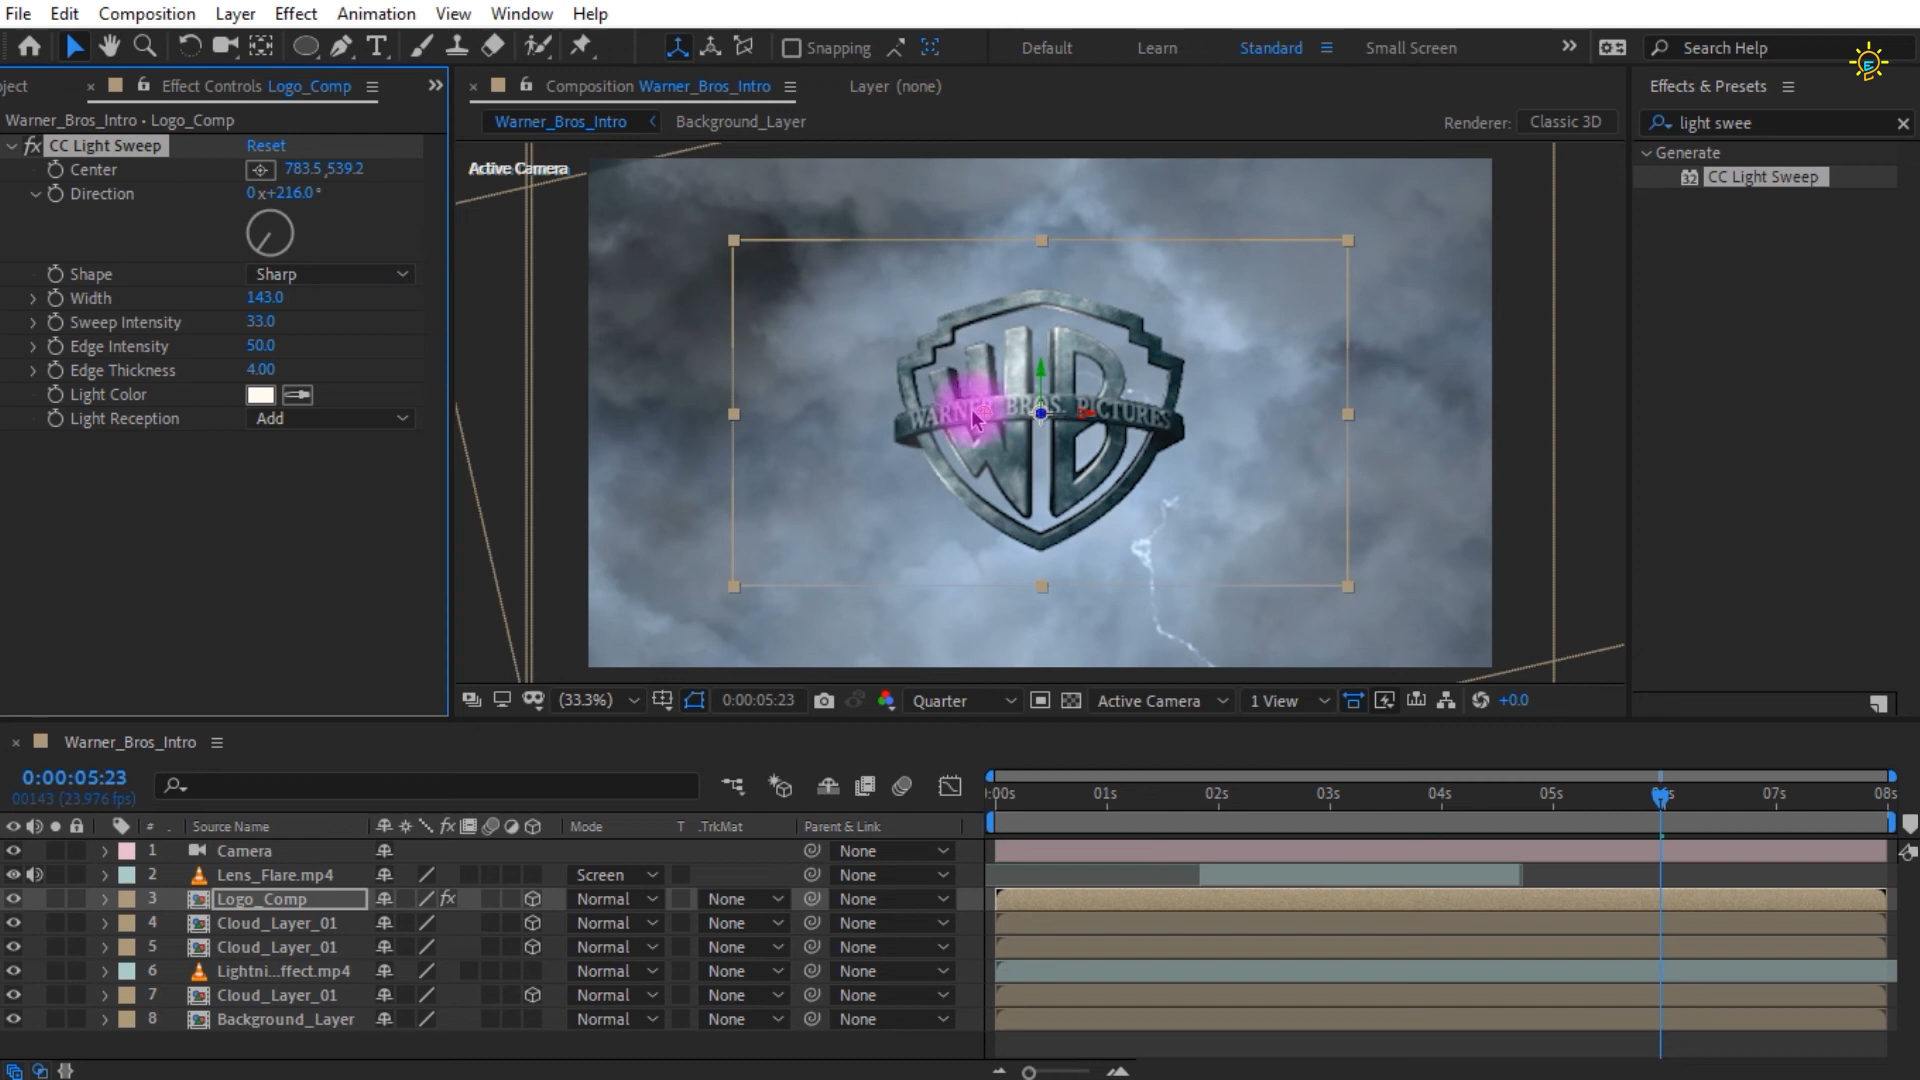 File Edit Composition Layer Effect Animation View Window Help
Snapping Default Learn Standard Small Screen Search Help
ject Effect Controls Logo_Comp Composition Warner_Bros_Intro Layer (none) Effects & Presets
Warner_Bros_Intro • Logo_Comp Warner_Bros_Intro Background_Layer Renderer: Classic 3D light swee
fx CC Light Sweep Reset Generate
Center 783.5,539.2 Active Camera CC Light Sweep
Direction 0x+216.0°
Shape Sharp
Width 143.0
Sweep Intensity 33.0
Edge Intensity 50.0
Edge Thickness 4.00
Light Color
Light Reception Add
WB
WARNER BROS PICTURES
(33.3%) 0:00:05:23 Quarter Active Camera 1 View +0.0
Warner_Bros_Intro
0:00:05:23
00143 (23.976 fps)
:00s 01s 02s 03s 04s 05s 06s 07s 08s
# Source Name fx Mode T .TrkMat Parent & Link
1 Camera None
2 Lens_Flare.mp4 Screen None
3 Logo_Comp fx Normal None None
4 Cloud_Layer_01 Normal None None
5 Cloud_Layer_01 Normal None None
6 Lightni...ffect.mp4 Normal None None
7 Cloud_Layer_01 Normal None None
8 Background_Layer Normal None None